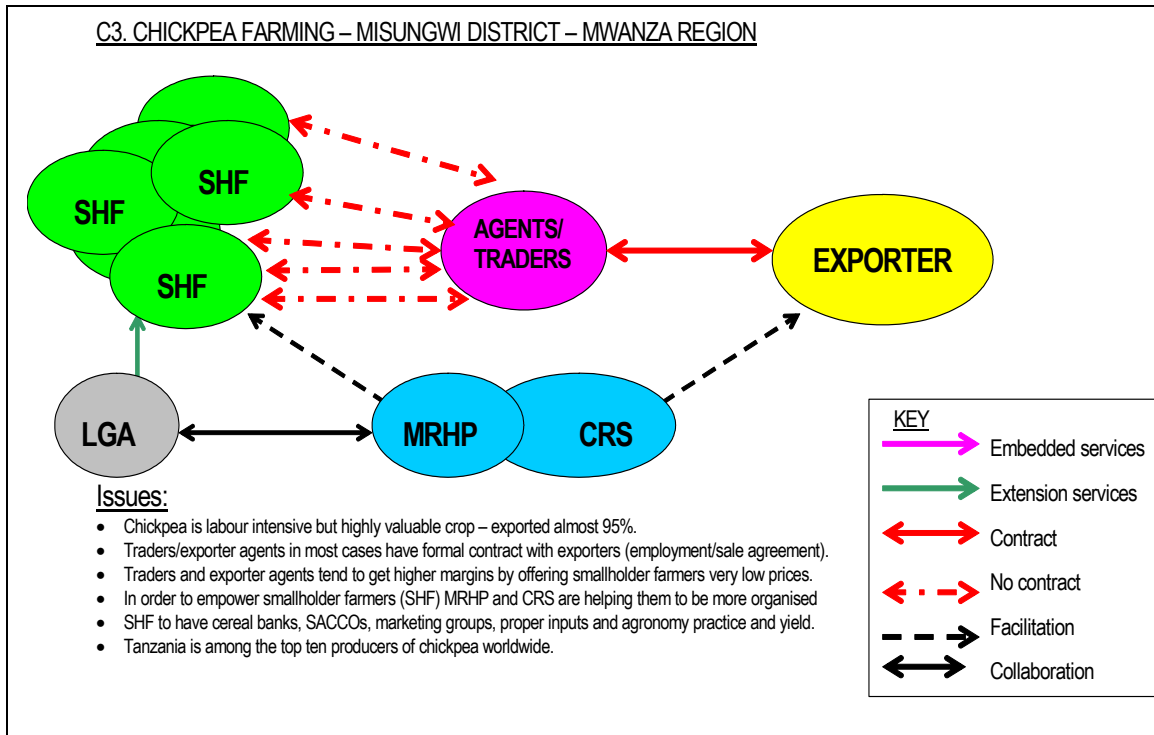 C3. CHICKPEA FARMING – MISUNGWI DISTRICT – MWANZA REGION
SHF
SHF
SHF
AGENTS/
TRADERS
EXPORTER
LGA
MRHP
CRS
KEY
Embedded services
Extension services
Contract
No contract
Facilitation
Collaboration
Issues:
• Chickpea is labour intensive but highly valuable crop – exported almost 95%.
• Traders/exporter agents in most cases have formal contract with exporters (employment/sale agreement).
• Traders and exporter agents tend to get higher margins by offering smallholder farmers very low prices.
• In order to empower smallholder farmers (SHF) MRHP and CRS are helping them to be more organised
• SHF to have cereal banks, SACCOs, marketing groups, proper inputs and agronomy practice and yield.
• Tanzania is among the top ten producers of chickpea worldwide.